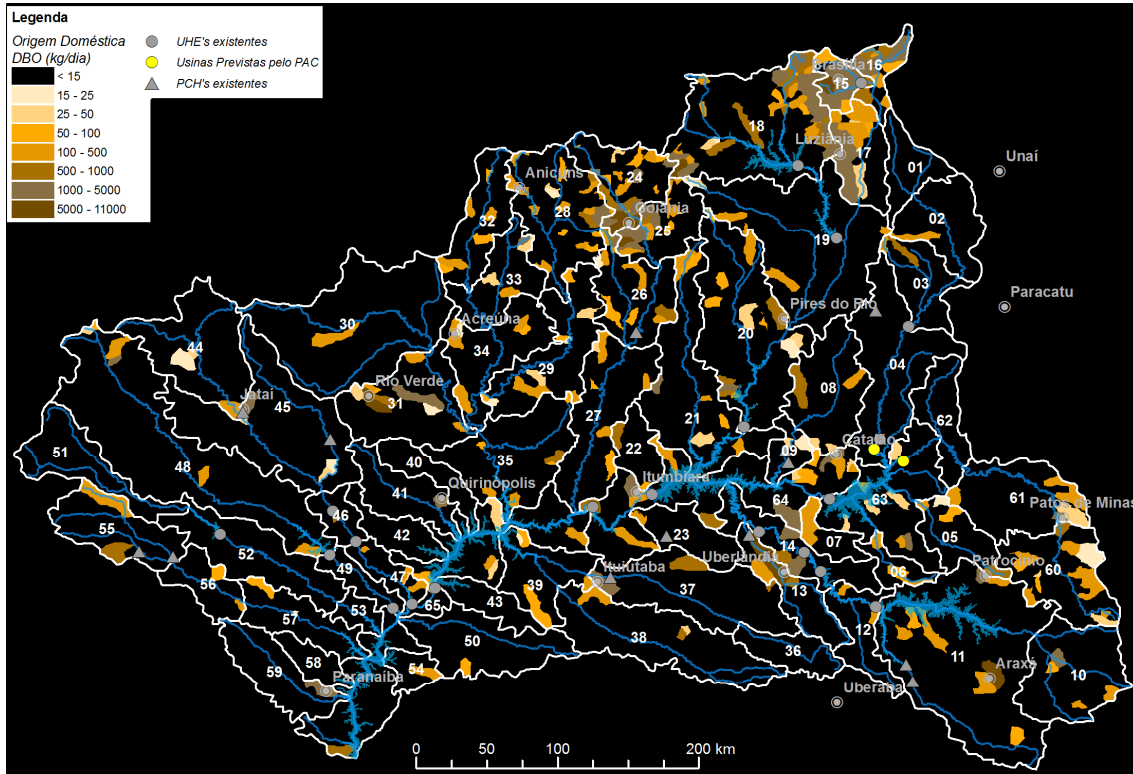 Legenda
Origem Doméstica
DBO (kg/dia)
< 15
15 - 25
25 - 50
50 - 100
100 - 500
500 - 1000
1000 - 5000
5000 - 11000
UHE's existentes
Usinas Previstas pelo PAC
PCH's existentes
Brasília
16
15
18
Luziânia
17
01
Unaí
Anicuns
24
28
Goiânia
32
02
25
19
33
26
03
Paracatu
30
Pires do Rio
Acreúna
20
34
44
29
04
Rio Verde
08
Jataí
45
31
27
21
62
51
48
35
22
09
Catalão
40
Itumbiara
41
Quirinópolis
64
63
61
Patos de Minas
46
55
52
42
23
Uberlândia
14
07
05
49
Patrocínio
56
47
39
Ituiutaba
06
60
37
13
65
43
53
57
12
50
38
36
11
58
54
Araxá
10
59
Paranaíba
Uberaba
0
50
100
200 km